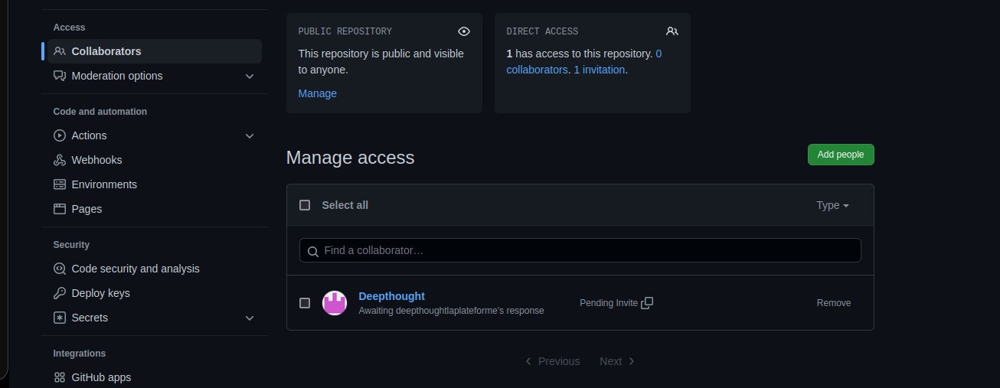 Access
Collaborators
Moderation options
Code and automation
Actions
Webhooks
Environments
Pages
Security
Code security and analysis
Deploy keys
Secrets
Integrations
GitHub apps
PUBLIC REPOSITORY
This repository is public and visible
to anyone.
Manage
DIRECT ACCESS
1 has access to this repository. 0
collaborators. 1 invitation.
Manage access
Add people
Select all
Type
Find a collaborator…
Deepthought
Awaiting deepthoughtlaplateforme's response
Pending Invite
Remove
Previous
Next